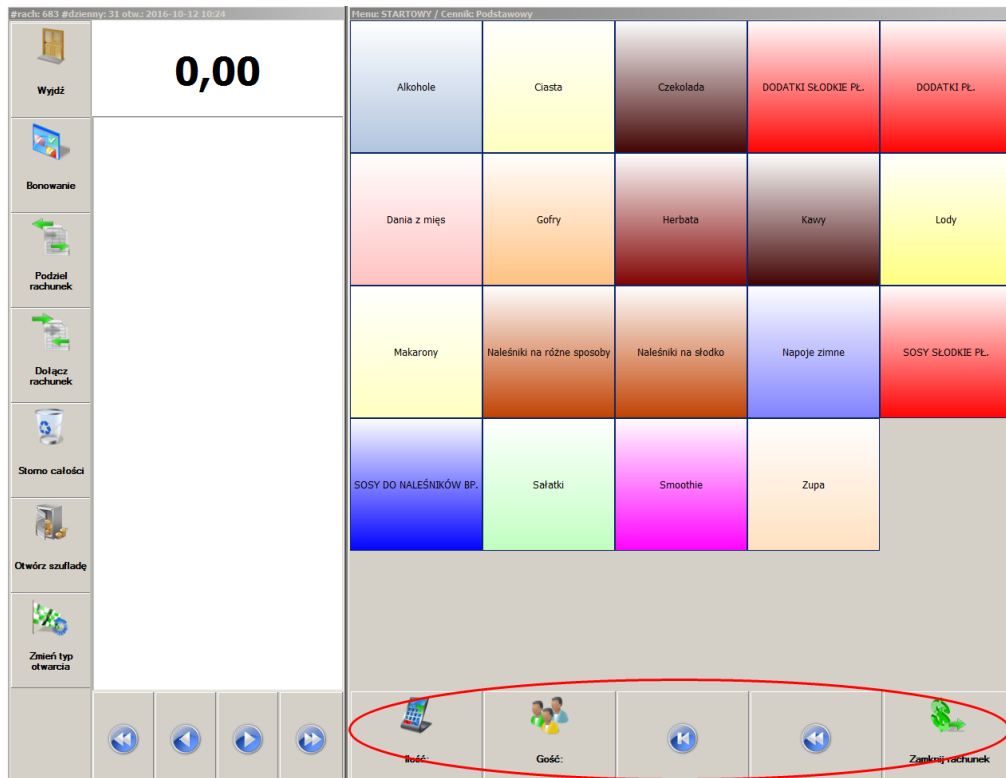 #rach: 683 #dzienny: 31 otw.: 2016-10-12 10:24
Menu: STARTOWY / Cennik: Podstawowy
Wyjdź
0,00
Alkohole
Ciasta
Czekolada
DODATKI SŁODKIE PŁ.
DODATKI PŁ.
Bonowanie
Dania z mięs
Gofry
Herbata
Kawy
Lody
Podziel
rachunek
Makarony
Naleśniki na różne sposoby
Naleśniki na słodko
Napoje zimne
SOSY SŁODKIE PŁ.
Dołącz
rachunek
Storno całości
SOSY DO NALEŚNIKÓW BP.
Sałatki
Smoothie
Zupa
Otwórz szufladę
Zmień typ
otwarcia
Ilość:
Gość:
Zamknij rachunek